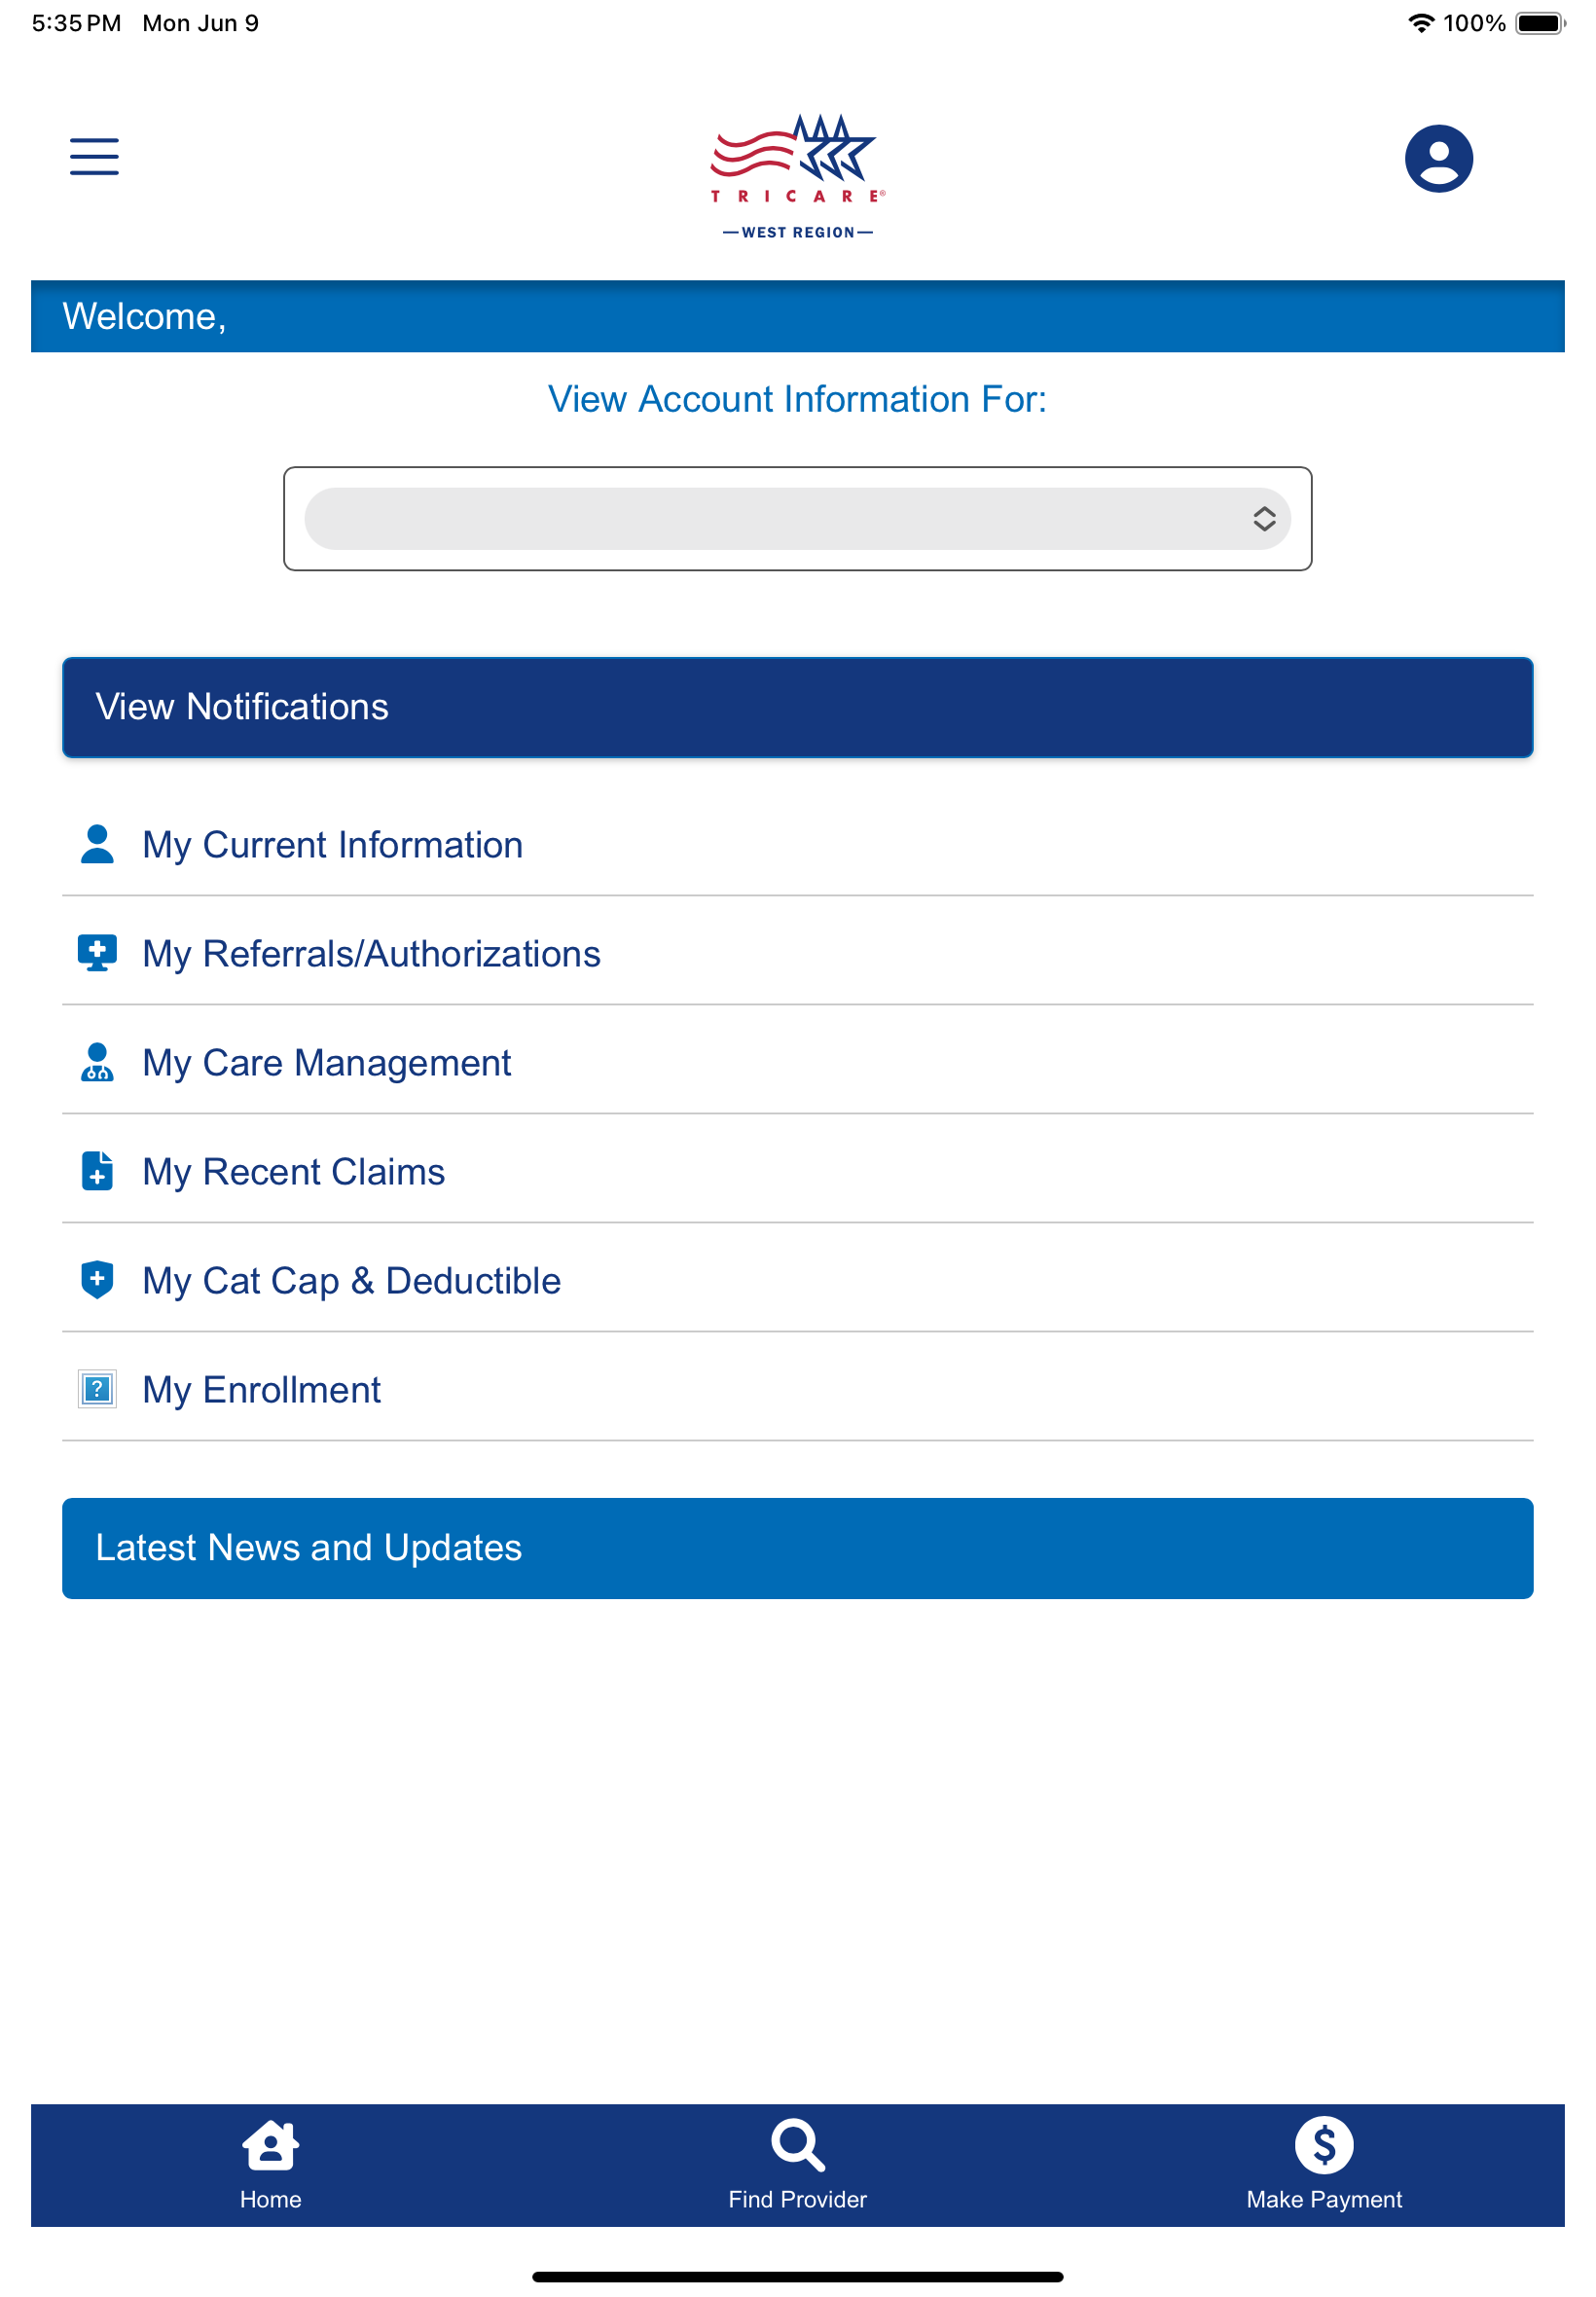 5:35 PM Mon Jun 9
100%
TRICARE®
WEST REGION
Welcome,
View Account Information For:
View Notifications
My Current Information
My Referrals/Authorizations
My Care Management
My Recent Claims
My Cat Cap & Deductible
? My Enrollment
Latest News and Updates
$
Home Find Provider Make Payment